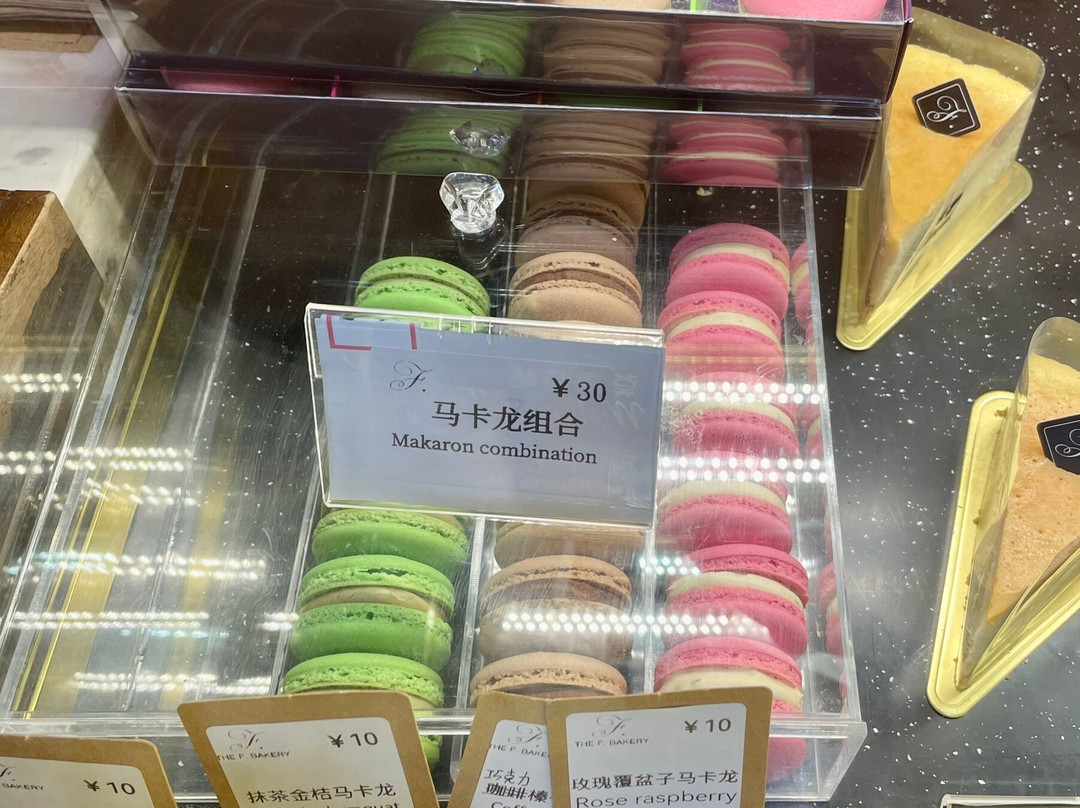 F.
¥30
马卡龙组合
Makaron combination
¥10
F.
THE F. BAKERY
¥10
抹茶金桔马卡龙
F.
THE F. BAKERY
巧克力
咖啡榛
F.
THE F. BAKERY
¥10
玫瑰覆盆子马卡龙
Rose raspberry